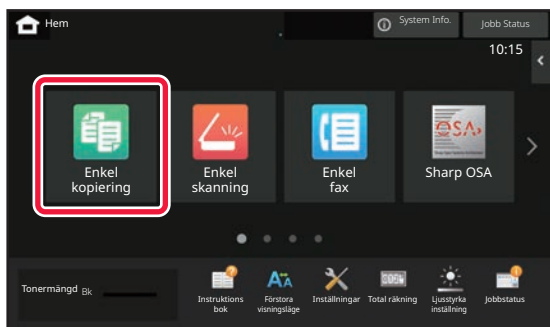 Hem
System Info.
Jobb Status
10:15
Enkel
kopiering
Enkel
skanning
Enkel
fax
OSA
Sharp OSA
Tonermängd Bk
Instruktions
bok
Förstora
visningsläge
Inställningar
Total räkning
Ljusstyrka
inställning
Jobbstatus